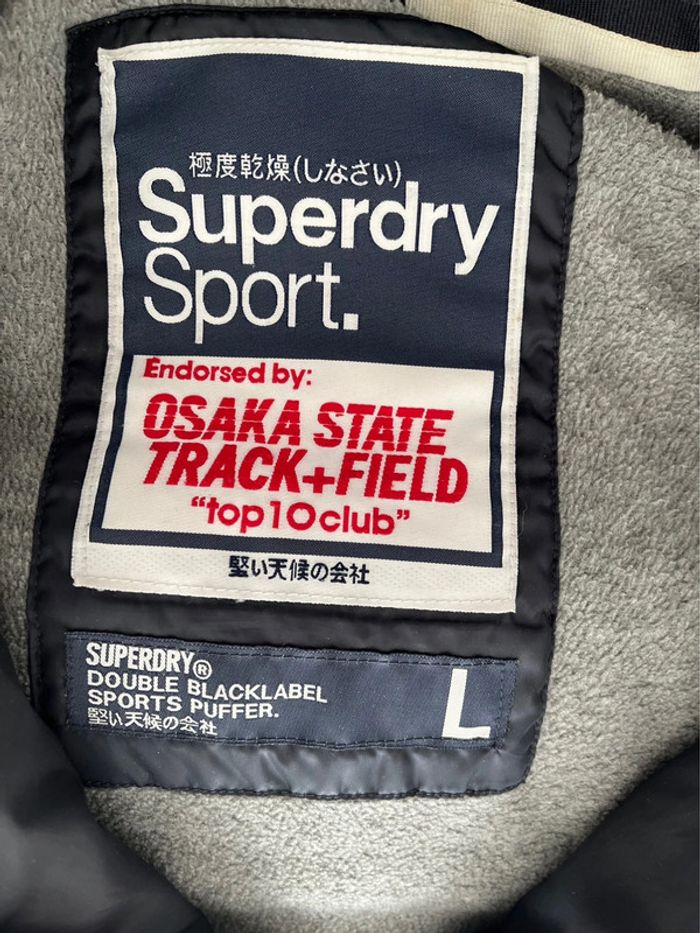 極度乾燥(しなさい)
Superdry
Sport.
Endorsed by:
OSAKA STATE
TRACK+FIELD
“top10club”
堅い天候の会社
SUPERDRY®
DOUBLE BLACKLABEL
SPORTS PUFFER.
堅い天候の会社
L